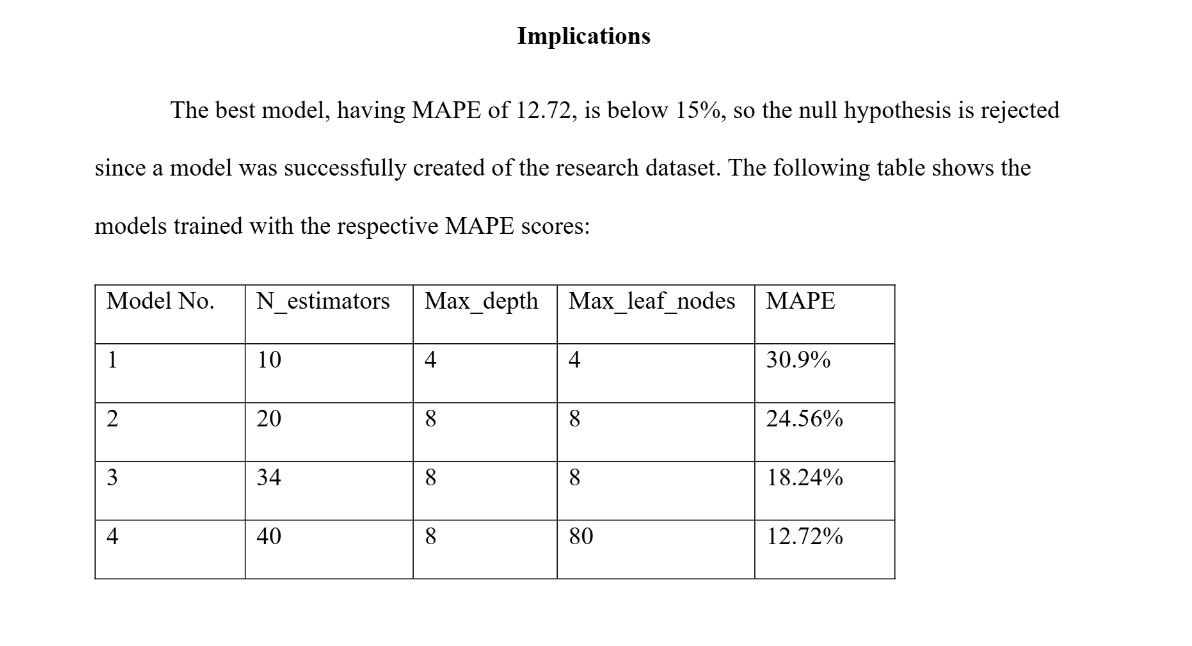 Implications
The best model, having MAPE of 12.72, is below 15%, so the null hypothesis is rejected
since a model was successfully created of the research dataset. The following table shows the
models trained with the respective MAPE scores:
Model No. N_estimators Max_depth Max_leaf_nodes MAPE
1 10 4 4 30.9%
2 20 8 8 24.56%
3 34 8 8 18.24%
4 40 8 80 12.72%